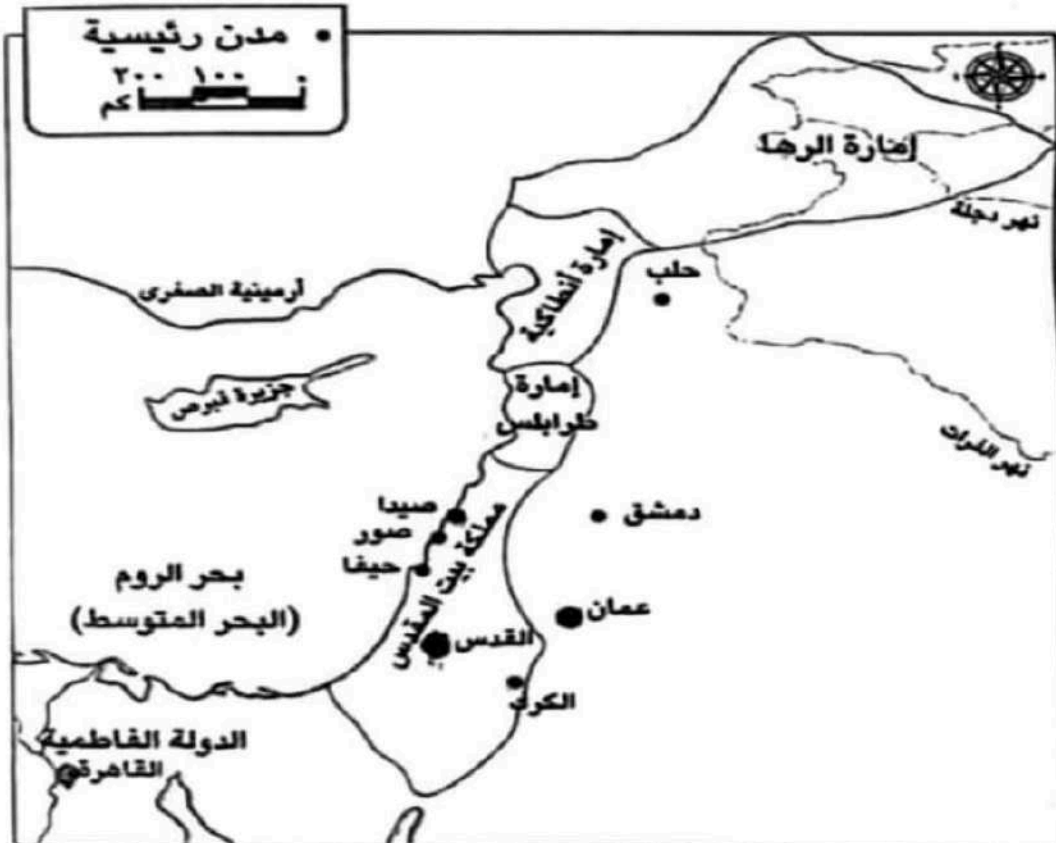 مدن رئيسية
١٠٠ ٢٠٠
كم
إمارة الرها
نهر دجلة
إمارة أنطاكية
حلب
أرمينية الصغرى
جزيرة قبرص
إمارة
طرابلس
نهر الفرات
صيدا
صور
حيفا
مملكة بيت المقدس
دمشق
بحر الروم
(البحر المتوسط)
عمان
القدس
الكرك
الدولة الفاطمية
القاهرة